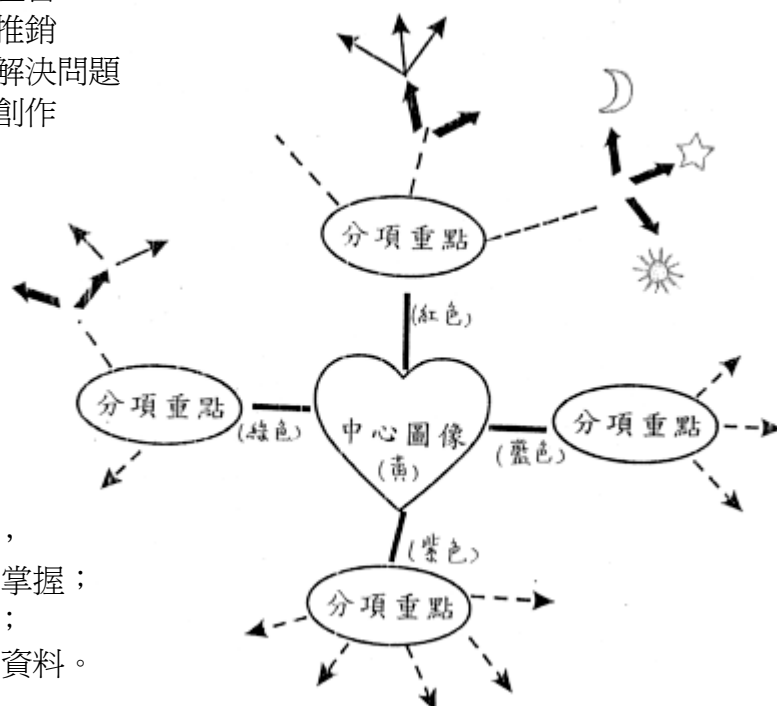 推銷
解決問題
創作
分項重點
(紅色)
分項重點
(綠色)
中心圖像
(黃)
(藍色)
分項重點
(紫色)
分項重點
，
掌握；
；
資料。